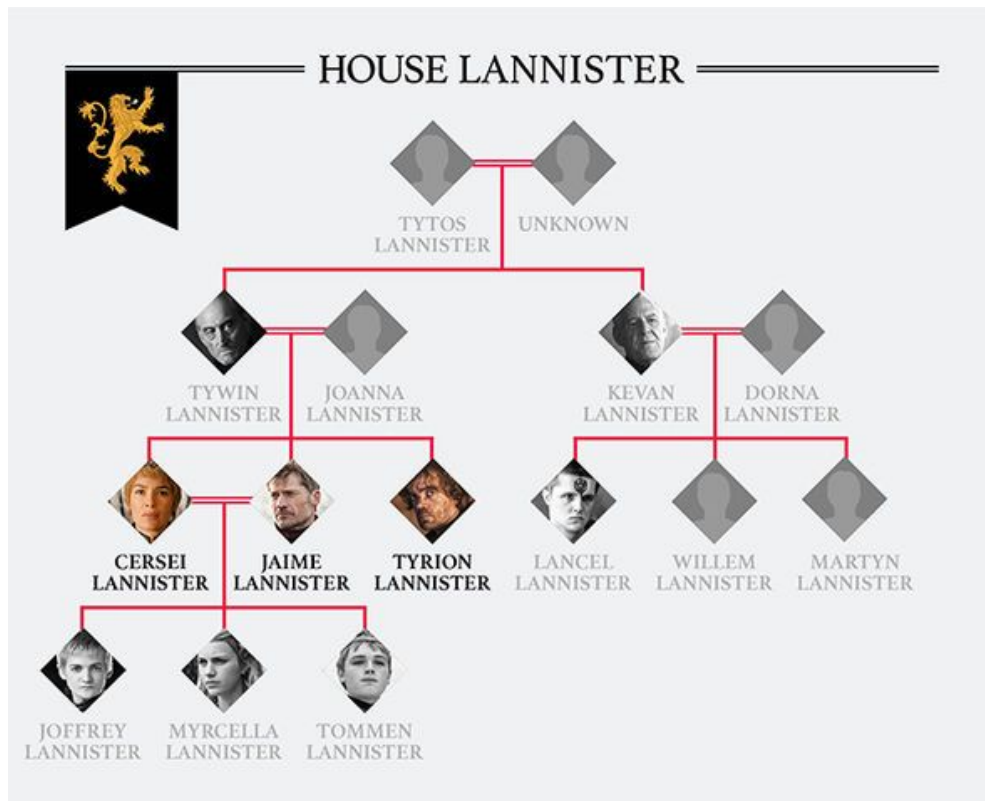 HOUSE LANNISTER
TYTOS
LANNISTER
UNKNOWN
TYWIN
LANNISTER
JOANNA
LANNISTER
KEVAN
LANNISTER
DORNA
LANNISTER
CERSEI
LANNISTER
JAIME
LANNISTER
TYRION
LANNISTER
LANCEL
LANNISTER
WILLEM
LANNISTER
MARTYN
LANNISTER
JOFFREY
LANNISTER
MYRCELLA
LANNISTER
TOMMEN
LANNISTER